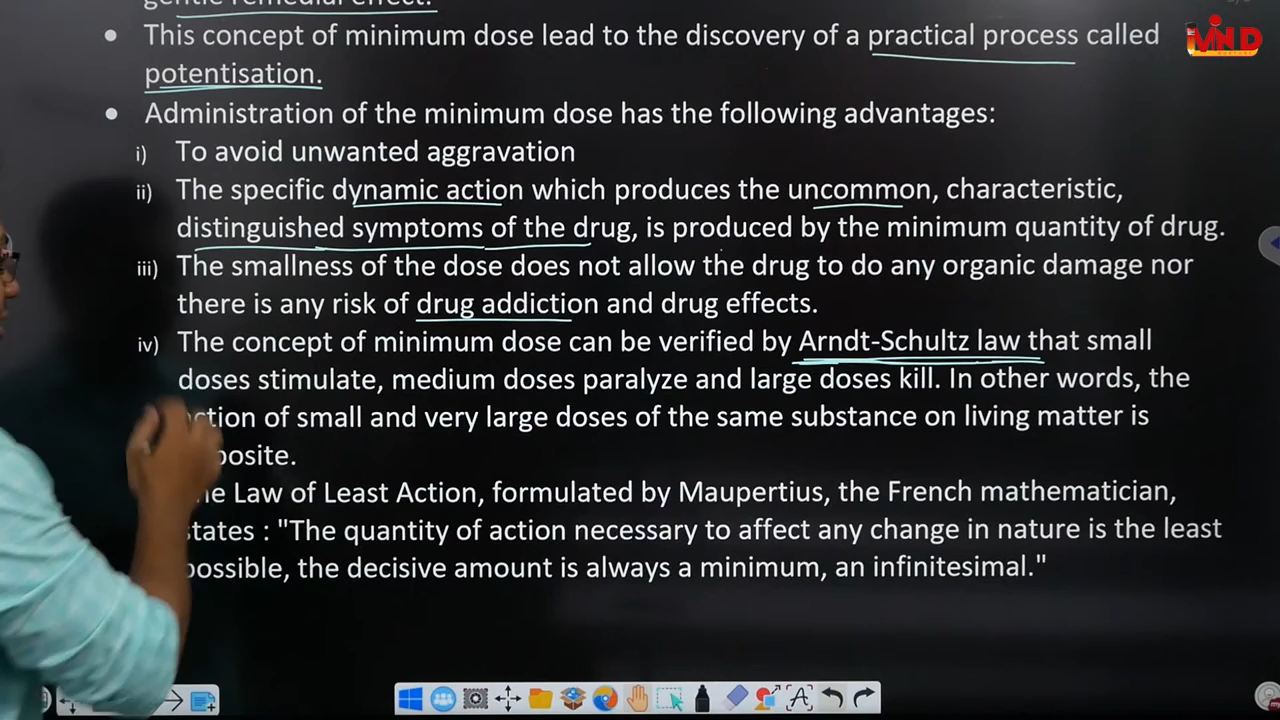 gentle remedial effect.
This concept of minimum dose lead to the discovery of a practical process called
potentisation.
Administration of the minimum dose has the following advantages:
i) To avoid unwanted aggravation
ii) The specific dynamic action which produces the uncommon, characteristic,
distinguished symptoms of the drug, is produced by the minimum quantity of drug.
iii) The smallness of the dose does not allow the drug to do any organic damage nor
there is any risk of drug addiction and drug effects.
iv) The concept of minimum dose can be verified by Arndt-Schultz law that small
doses stimulate, medium doses paralyze and large doses kill. In other words, the
ction of small and very large doses of the same substance on living matter is
posite.
he Law of Least Action, formulated by Maupertius, the French mathematician,
tates : "The quantity of action necessary to affect any change in nature is the least
possible, the decisive amount is always a minimum, an infinitesimal."